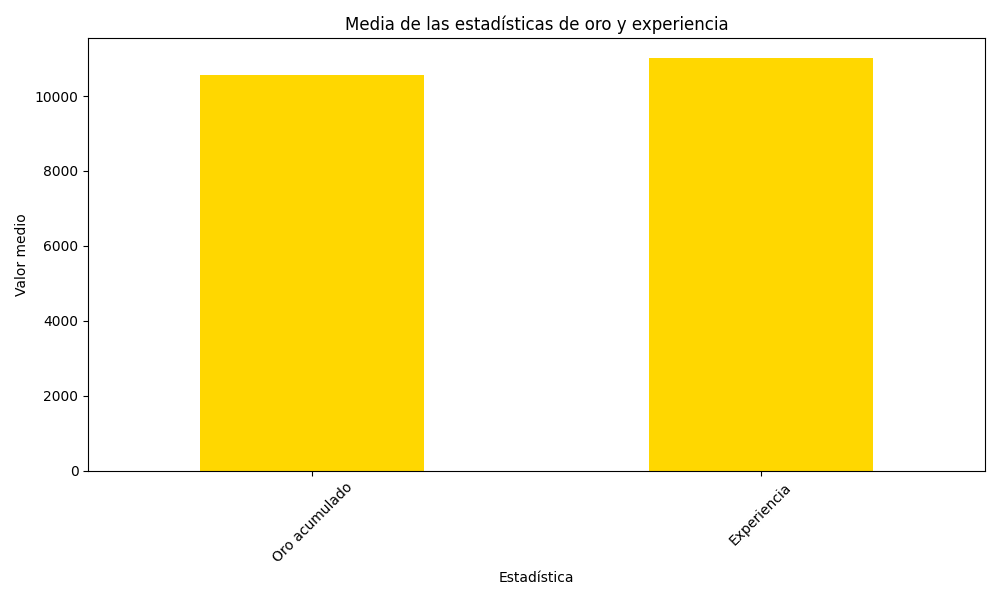 Media de las estadísticas de oro y experiencia
Valor medio
10000
8000
6000
4000
2000
0
Oro acumulado
Experiencia
Estadística